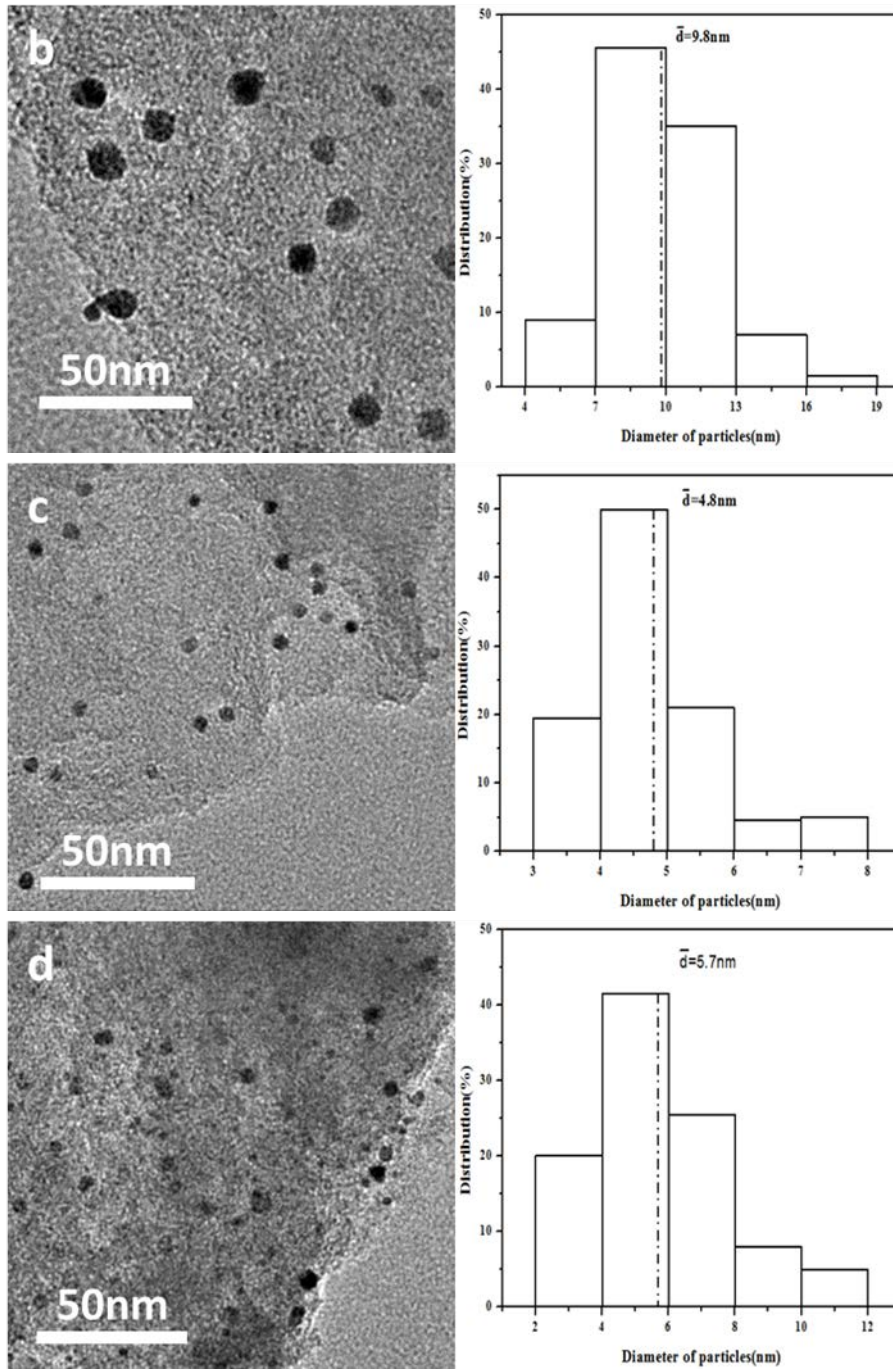 b
50nm
d̄=9.8nm
50
40
30
20
10
0
Distribution(%)
4 7 10 13 16 19
Diameter of particles(nm)
c
50nm
d̄=4.8nm
50
40
30
20
10
0
Distribution(%)
3 4 5 6 7 8
Diameter of particles(nm)
d
50nm
d̄=5.7nm
50
40
30
20
10
0
Distribution(%)
2 4 6 8 10 12
Diameter of particles(nm)